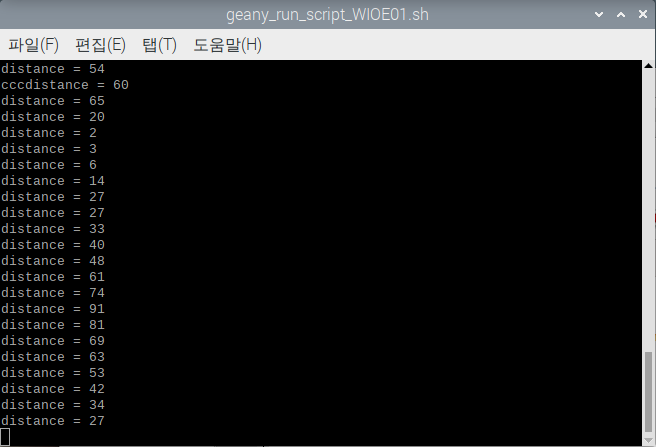 geany_run_script_WIOE01.sh
파일(F) 편집(E) 탭(T) 도움말(H)
distance = 54
cccdistance = 60
distance = 65
distance = 20
distance = 2
distance = 3
distance = 6
distance = 14
distance = 27
distance = 27
distance = 33
distance = 40
distance = 48
distance = 61
distance = 74
distance = 91
distance = 81
distance = 69
distance = 63
distance = 53
distance = 42
distance = 34
distance = 27